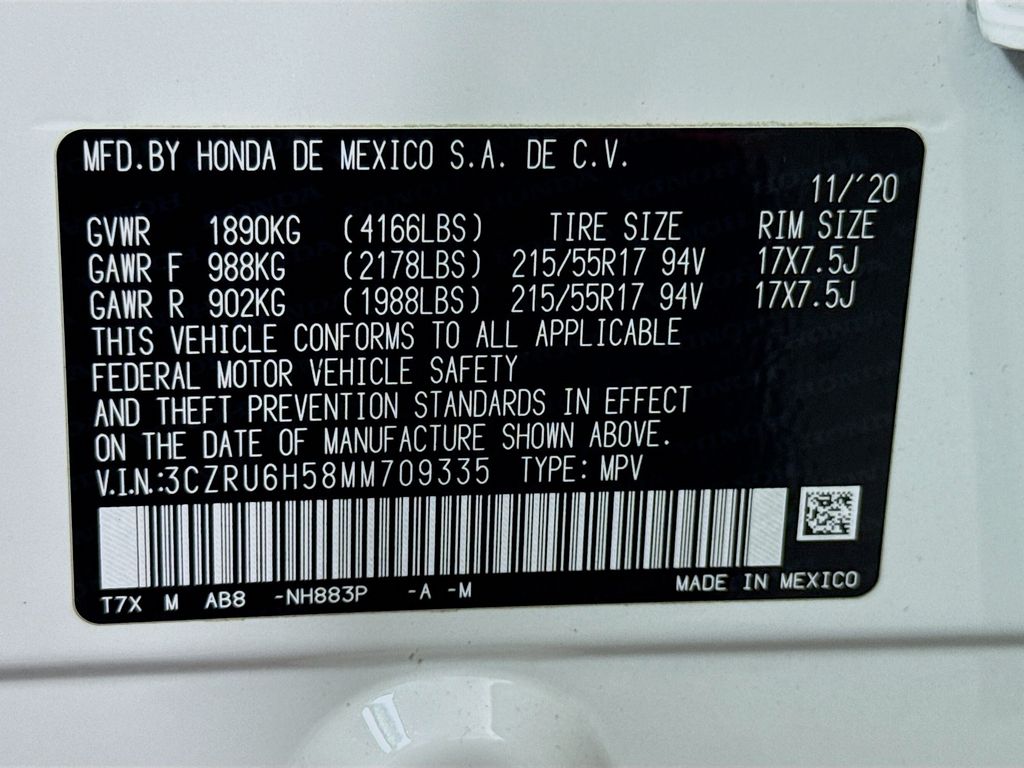 MFD.BY HONDA DE MEXICO S.A. DE C.V.
11/'20
GVWR 1890KG (4166LBS) TIRE SIZE RIM SIZE
GAWR F 988KG (2178LBS) 215/55R17 94V 17X7.5J
GAWR R 902KG (1988LBS) 215/55R17 94V 17X7.5J
THIS VEHICLE CONFORMS TO ALL APPLICABLE
FEDERAL MOTOR VEHICLE SAFETY
AND THEFT PREVENTION STANDARDS IN EFFECT
ON THE DATE OF MANUFACTURE SHOWN ABOVE.
V.I.N.:3CZRU6H58MM709335 TYPE: MPV
T7X M AB8 -NH883P -A -M MADE IN MEXICO